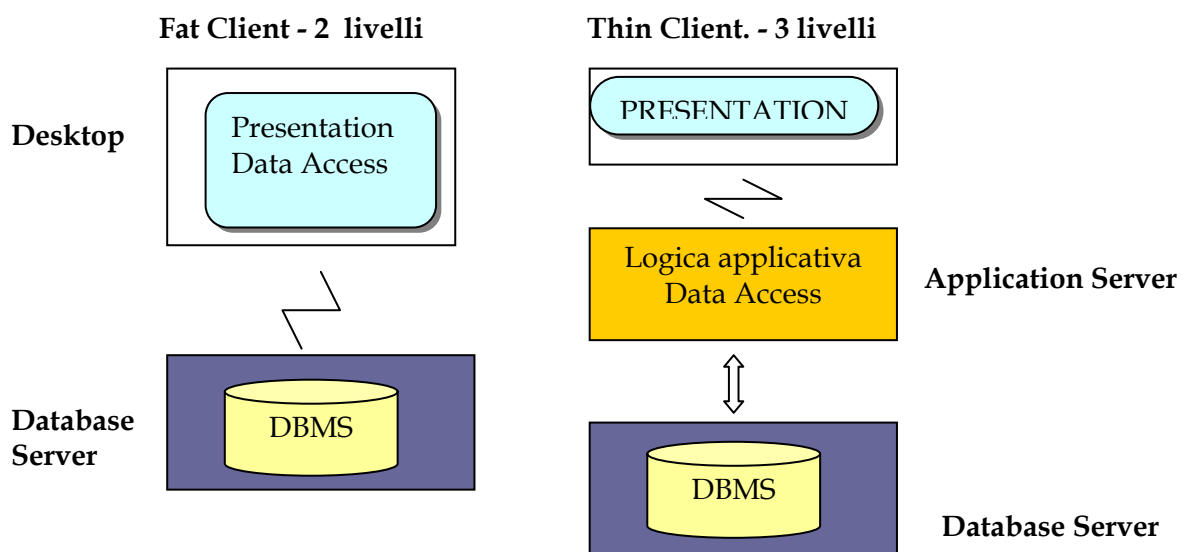 Fat Client - 2 livelli
Thin Client. - 3 livelli
Desktop
Presentation
Data Access
PRESENTATION
Logica applicativa
Data Access
Application Server
Database
Server
DBMS
DBMS
Database Server